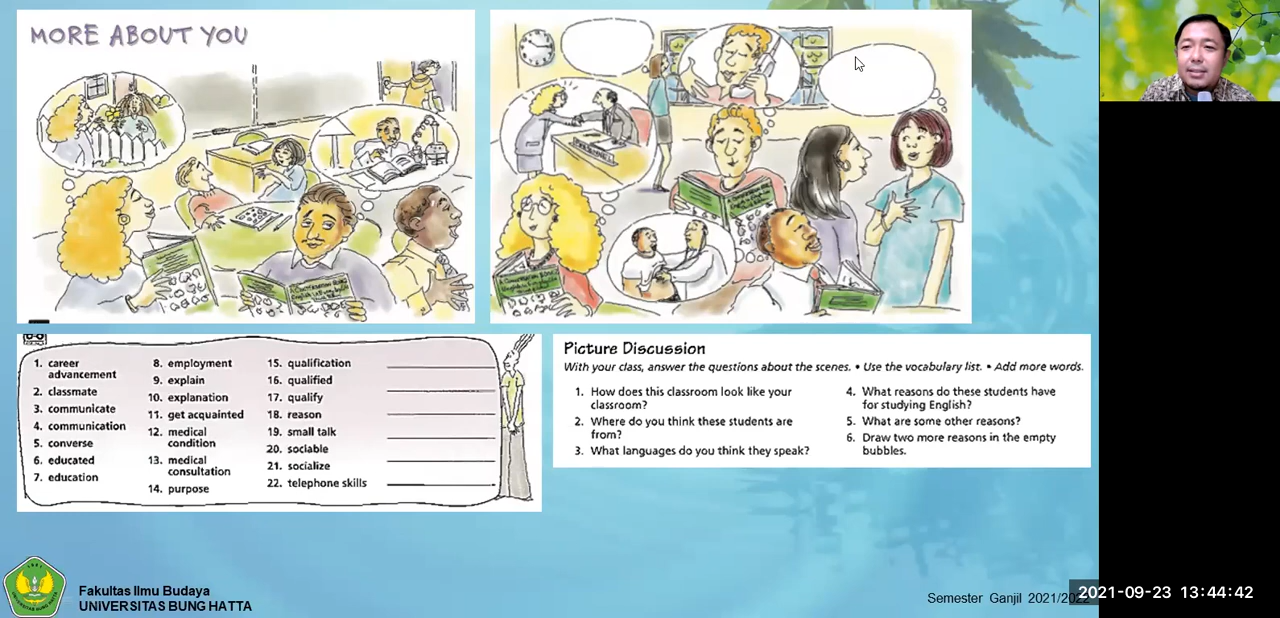 MORE ABOUT YOU
1. career
advancement
2. classmate
3. communicate
4. communication
5. converse
6. educated
7. education
8. employment
9. explain
10. explanation
11. get acquainted
12. medical
condition
13. medical
consultation
14. purpose
15. qualification
16. qualified
17. qualify
18. reason
19. small talk
20. sociable
21. socialize
22. telephone skills
Picture Discussion
With your class, answer the questions about the scenes. • Use the vocabulary list. • Add more words.
1. How does this classroom look like your
classroom?
2. Where do you think these students are
from?
3. What languages do you think they speak?
4. What reasons do these students have
for studying English?
5. What are some other reasons?
6. Draw two more reasons in the empty
bubbles.
Fakultas Ilmu Budaya
UNIVERSITAS BUNG HATTA
Semester Ganjil 2021/2022
2021-09-23 13:44:42